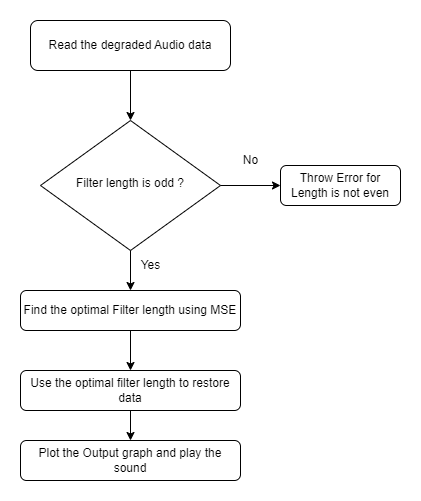 Read the degraded Audio data
Filter length is odd ?
No
Throw Error for
Length is not even
Yes
Find the optimal Filter length using MSE
Use the optimal filter length to restore
data
Plot the Output graph and play the
sound